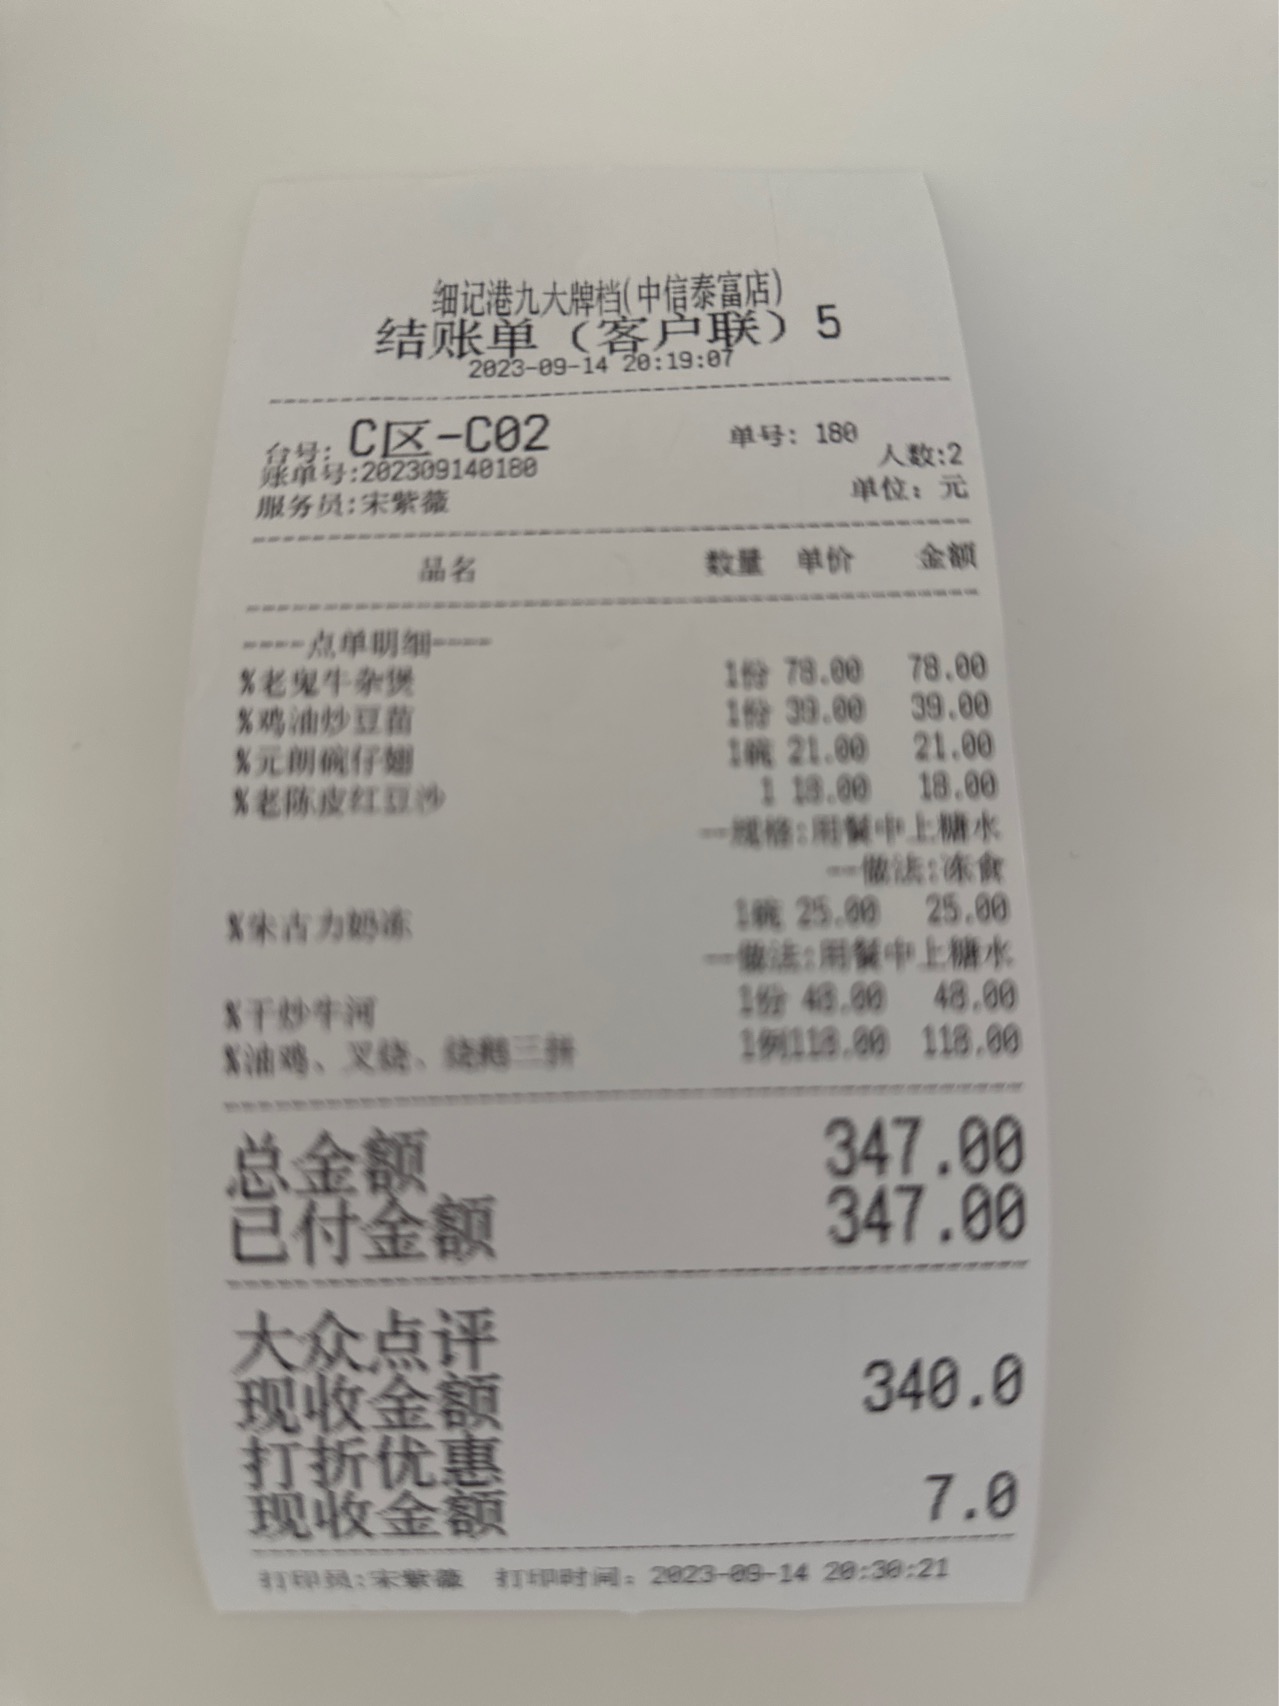 细记港九大牌档(中信泰富店)
结账单（客户联）5
2023-09-14 20:19:07
台号: C区-C02 单号: 180
人数:2
账单号:202309140180
服务员:宋紫薇 单位: 元
品名 数量 单价 金额
----点单明细----
%老鬼牛杂煲 1份 78.00 78.00
%鸡油炒豆苗 1份 39.00 39.00
%元朗碗仔翅 1碗 21.00 21.00
%老陈皮红豆沙 1 18.00 18.00
--规格:用餐中上糖水
--做法:冻食
%朱古力奶冻 1碗 25.00 25.00
--做法:用餐中上糖水
%干炒牛河 1份 48.00 48.00
%油鸡、叉烧、烧鹅三拼 1例118.00 118.00
总金额 347.00
已付金额 347.00
大众点评
现收金额 340.0
打折优惠
现收金额 7.0
打印员:宋紫薇 打印时间: 2023-09-14 20:30:21